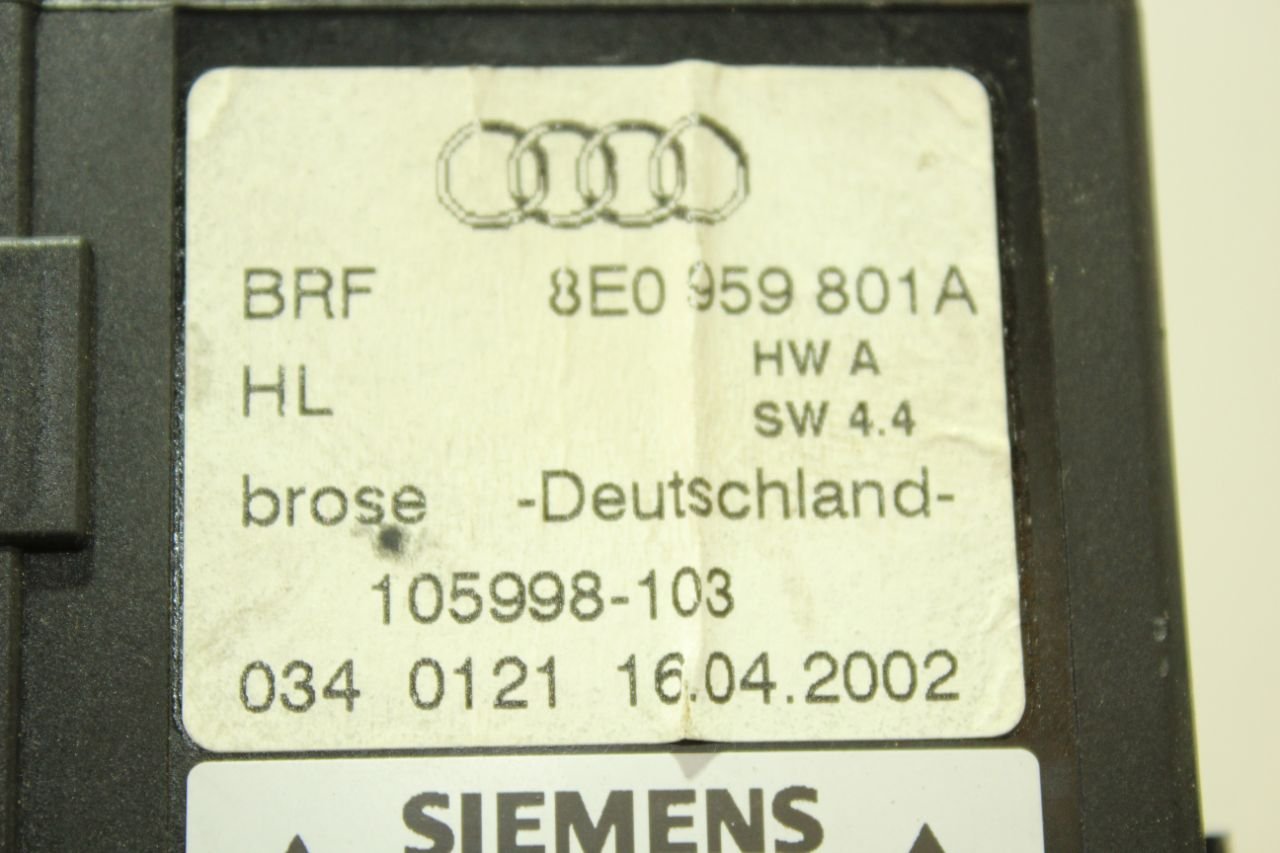 BRF 8E0 959 801A
HW A
HL
SW 4.4
brose -Deutschland-
105998-103
034 0121 16.04.2002
SIEMENS